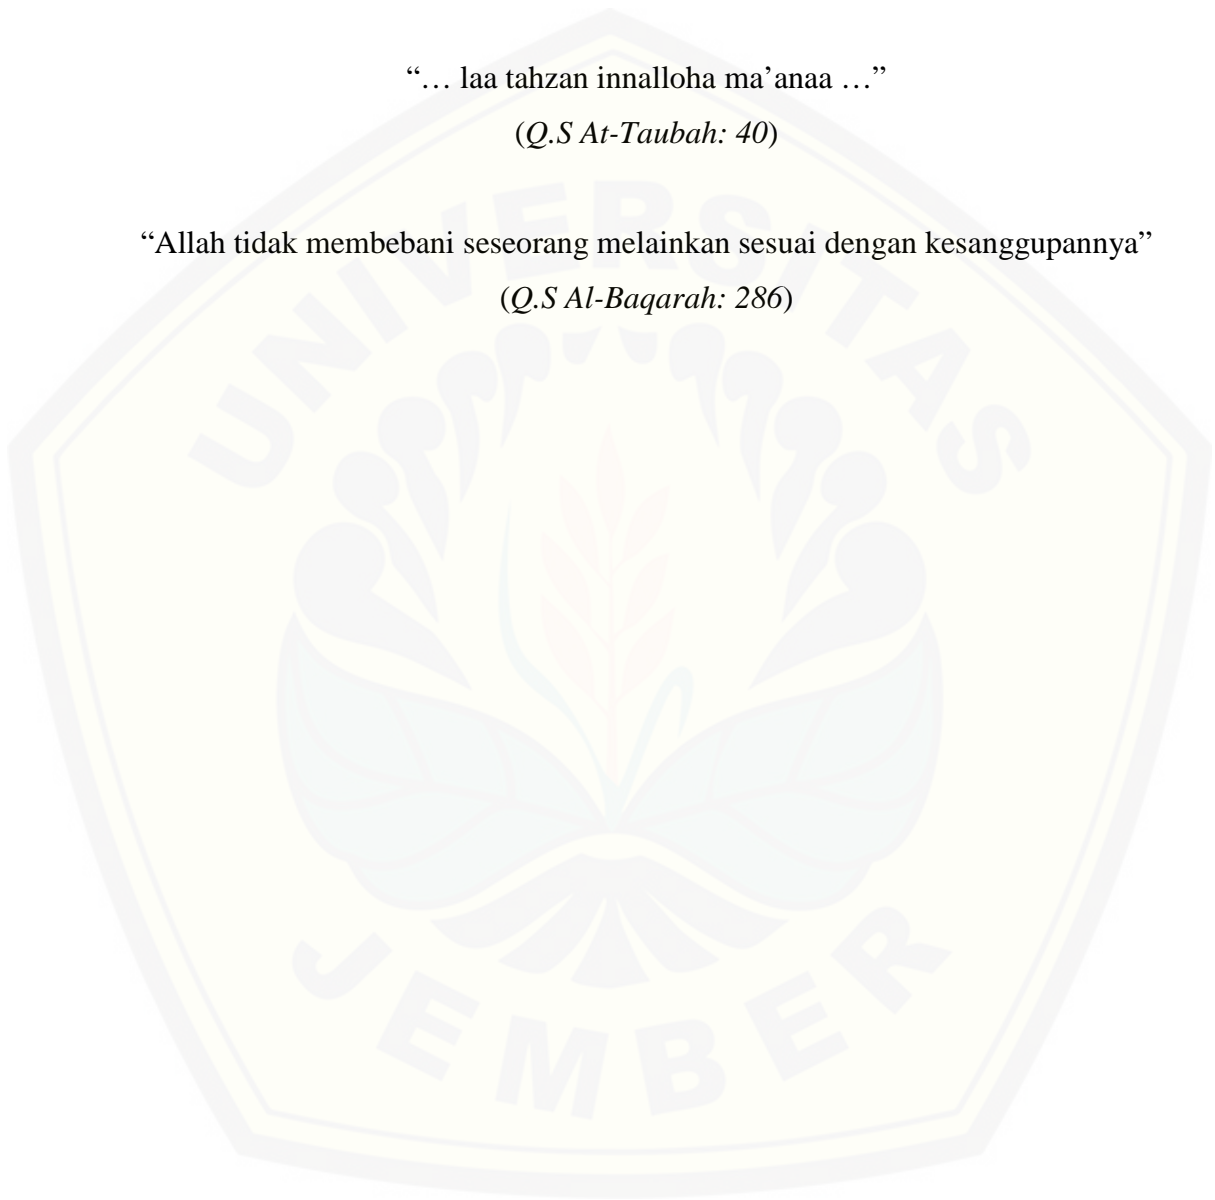 “… laa tahzan innalloha ma’anaa …”
(Q.S At-Taubah: 40)
“Allah tidak membebani seseorang melainkan sesuai dengan kesanggupannya”
(Q.S Al-Baqarah: 286)
UNIVERSITAS
JEMBER